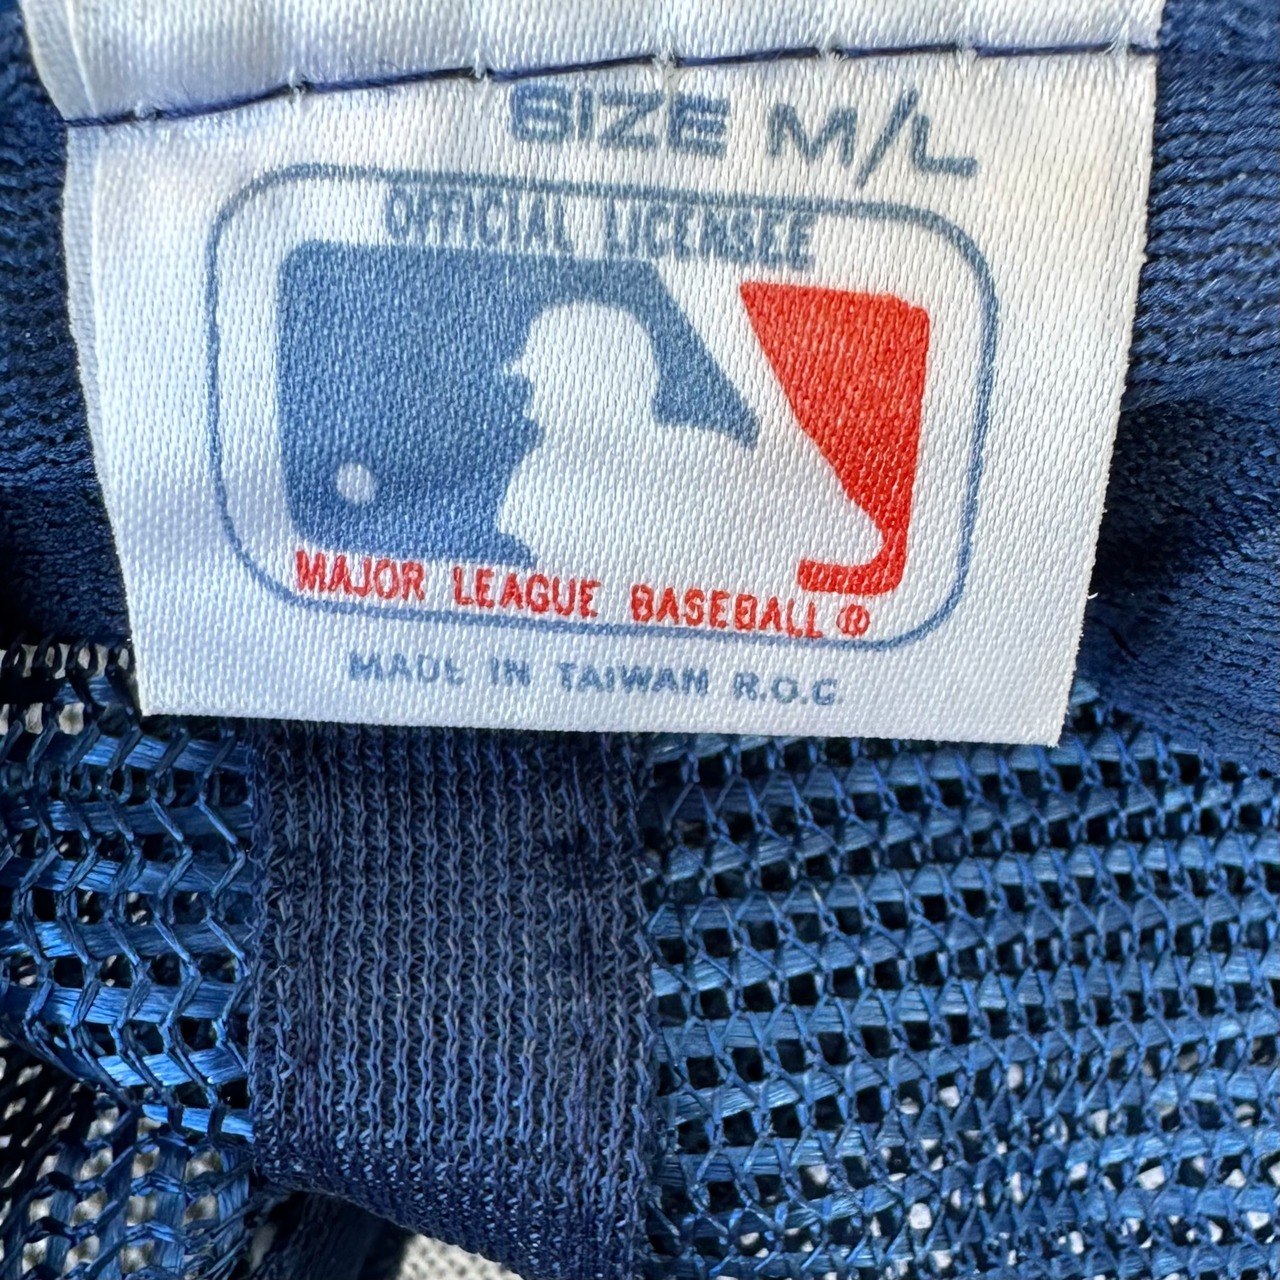 SIZE M/L
OFFICIAL LICENSEE
MAJOR LEAGUE BASEBALL ®
MADE IN TAIWAN R.O.C.